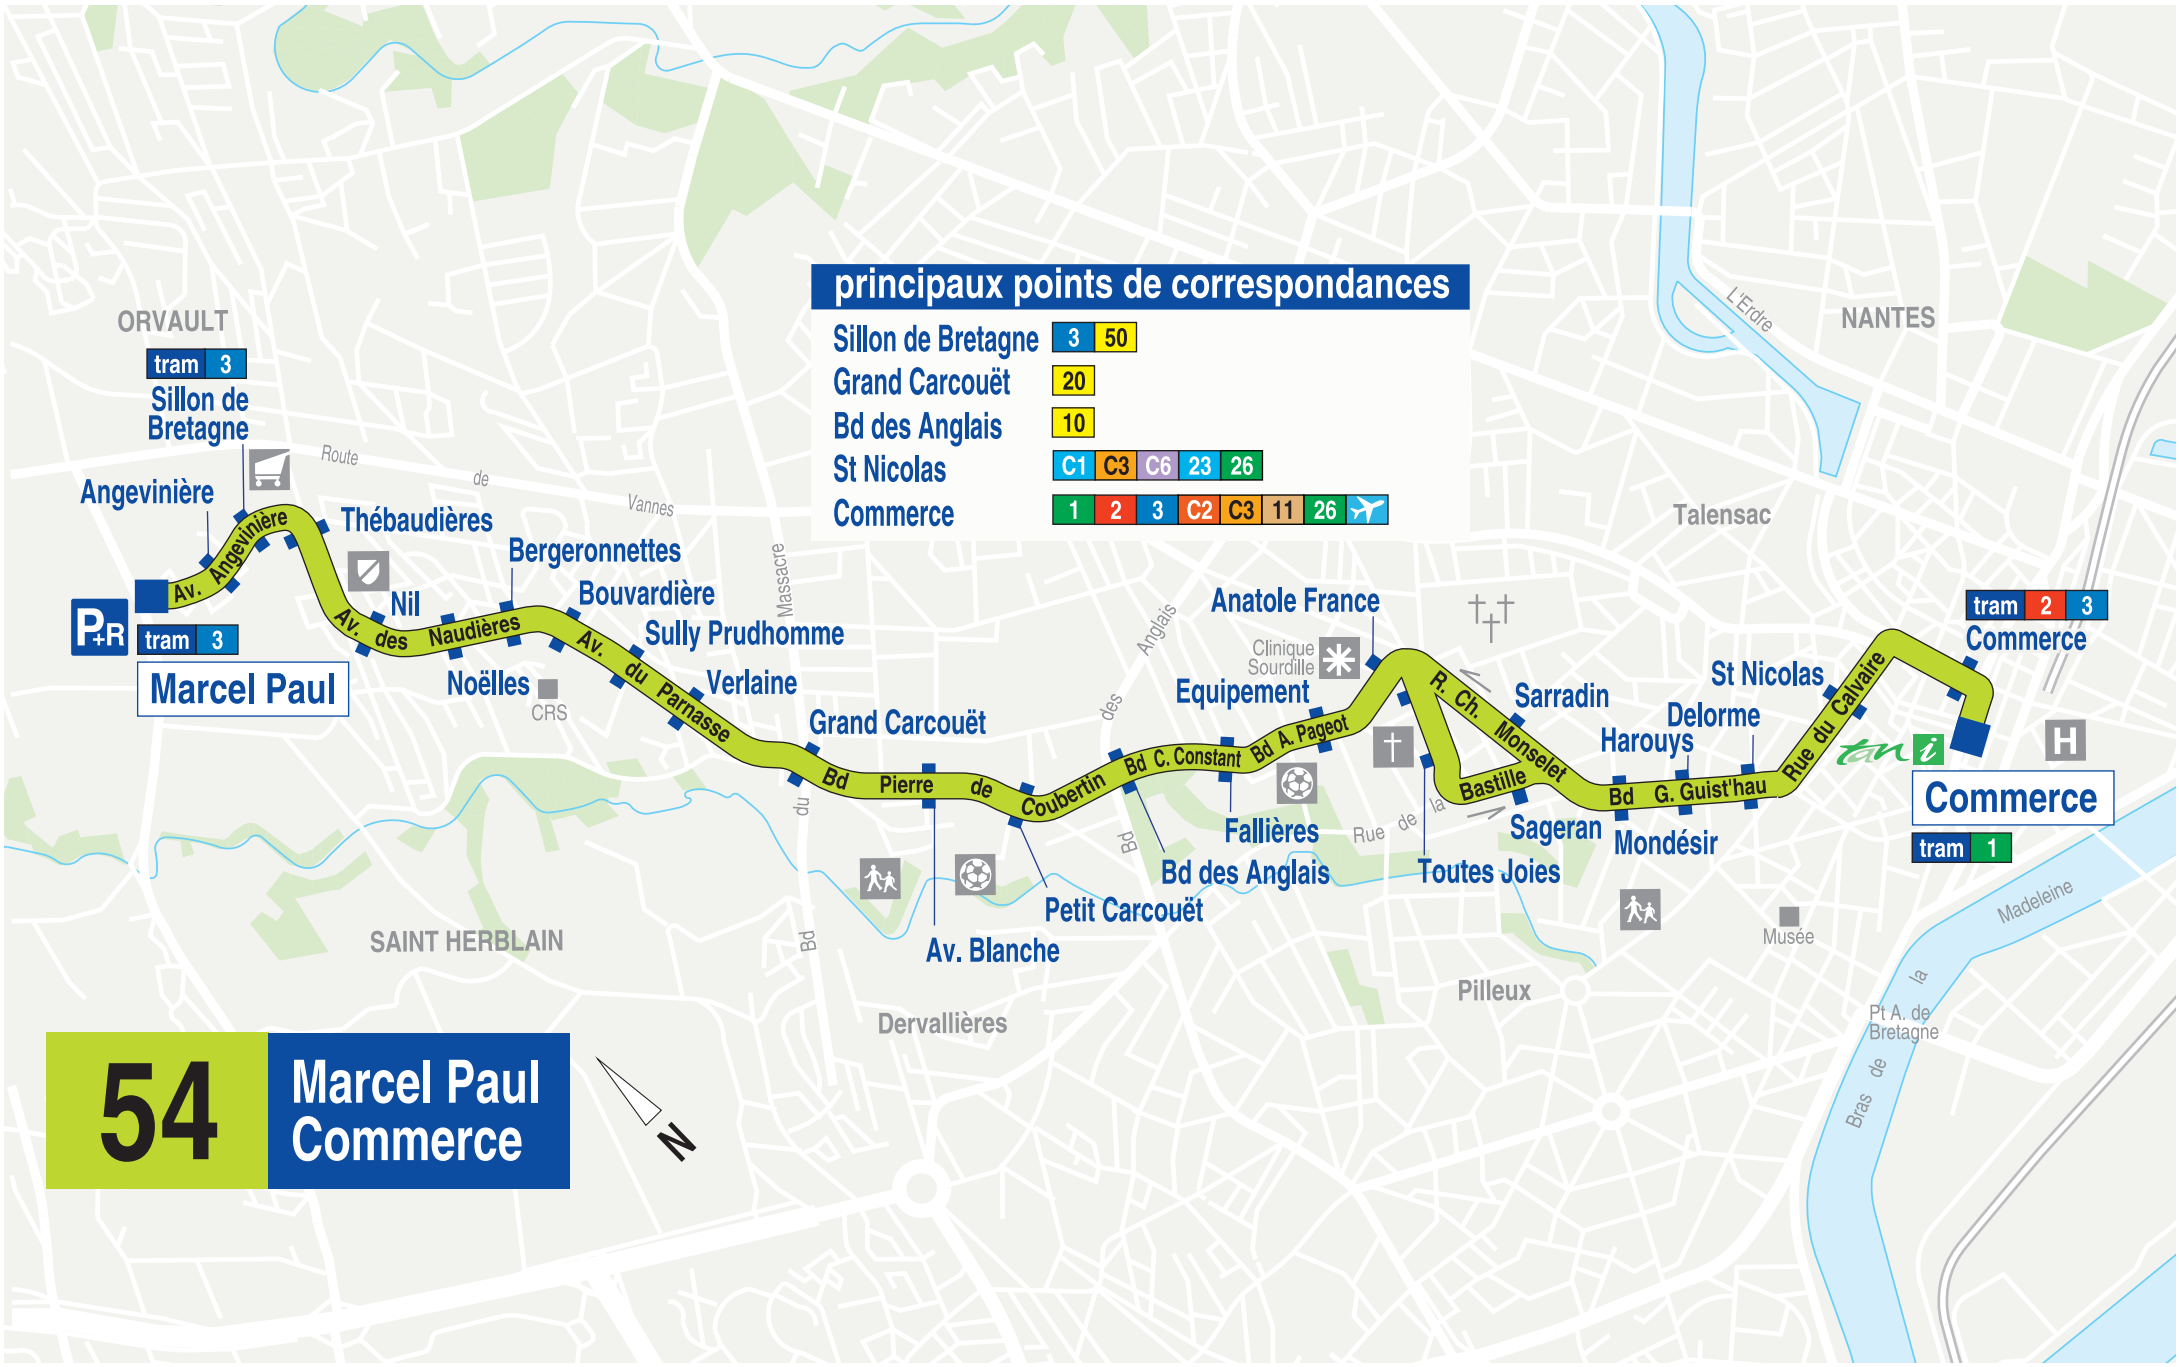 principaux points de correspondances
Sillon de Bretagne 3 50
Grand Carcouët 20
Bd des Anglais 10
St Nicolas C1 C3 C6 23 26
Commerce 1 2 3 C2 C3 11 26
ORVAULT
tram 3
Sillon de
Bretagne
Angevinière
Route de Vannes
Thébaudières
Av. Angevinière
P+R
tram 3
Marcel Paul
Nil
Av. des Naudières
Noëlles
CRS
Bergeronnettes
Bouvardière
Sully Prudhomme
Verlaine
Av. du Parnasse
Bd du Massacre
Grand Carcouët
Bd Pierre de Coubertin
Av. Blanche
Petit Carcouët
Bd des Anglais
Bd des Anglais
Bd C. Constant
Fallières
Equipement
Bd A. Pageot
Clinique
Sourdille
Anatole France
R. Ch. Monselet
Sarradin
Rue de la Bastille
Toutes Joies
Sageran
Harouys
Mondésir
Delorme
Bd G. Guist'hau
St Nicolas
Rue du Calvaire
tram 2 3
Commerce
tan i
H
Commerce
tram 1
L'Erdre
NANTES
Talensac
Musée
Pilleux
Dervallières
SAINT HERBLAIN
Bras de la Madeleine
Pt A. de
Bretagne
54
Marcel Paul
Commerce
N